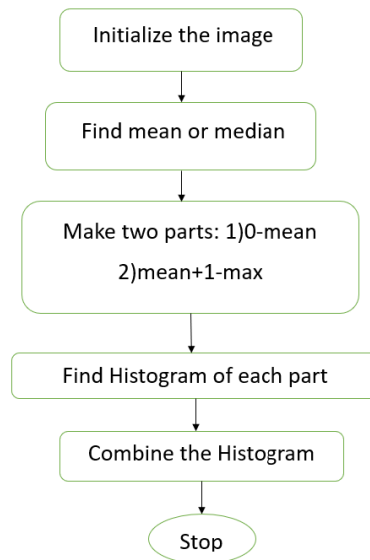 Initialize the image
Find mean or median
Make two parts: 1)0-mean
2)mean+1-max
Find Histogram of each part
Combine the Histogram
Stop